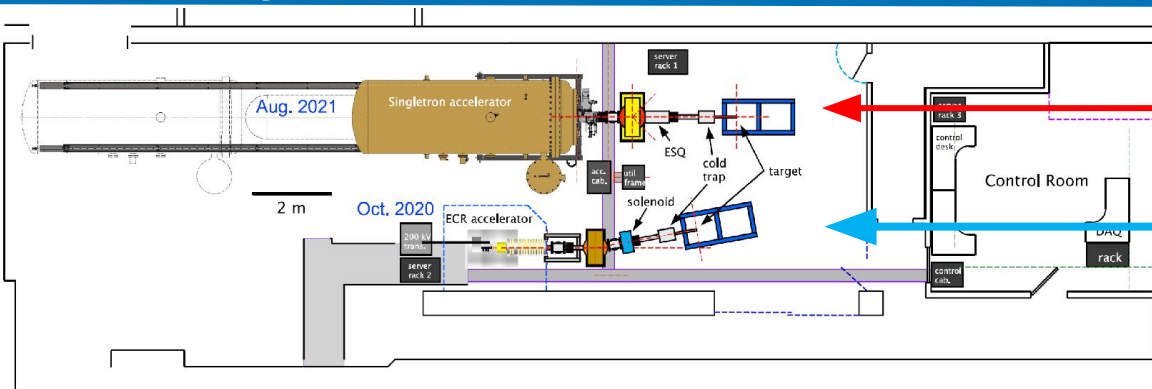 server
rack 1
Aug. 2021
Singletron accelerator
rack 3
control
desk
ESQ
cold
trap
target
acc.
cab.
util
frame
Control Room
2 m
Oct. 2020
solenoid
ECR accelerator
200 kV
trans.
DAQ
rack
server
rack 2
control
cab.